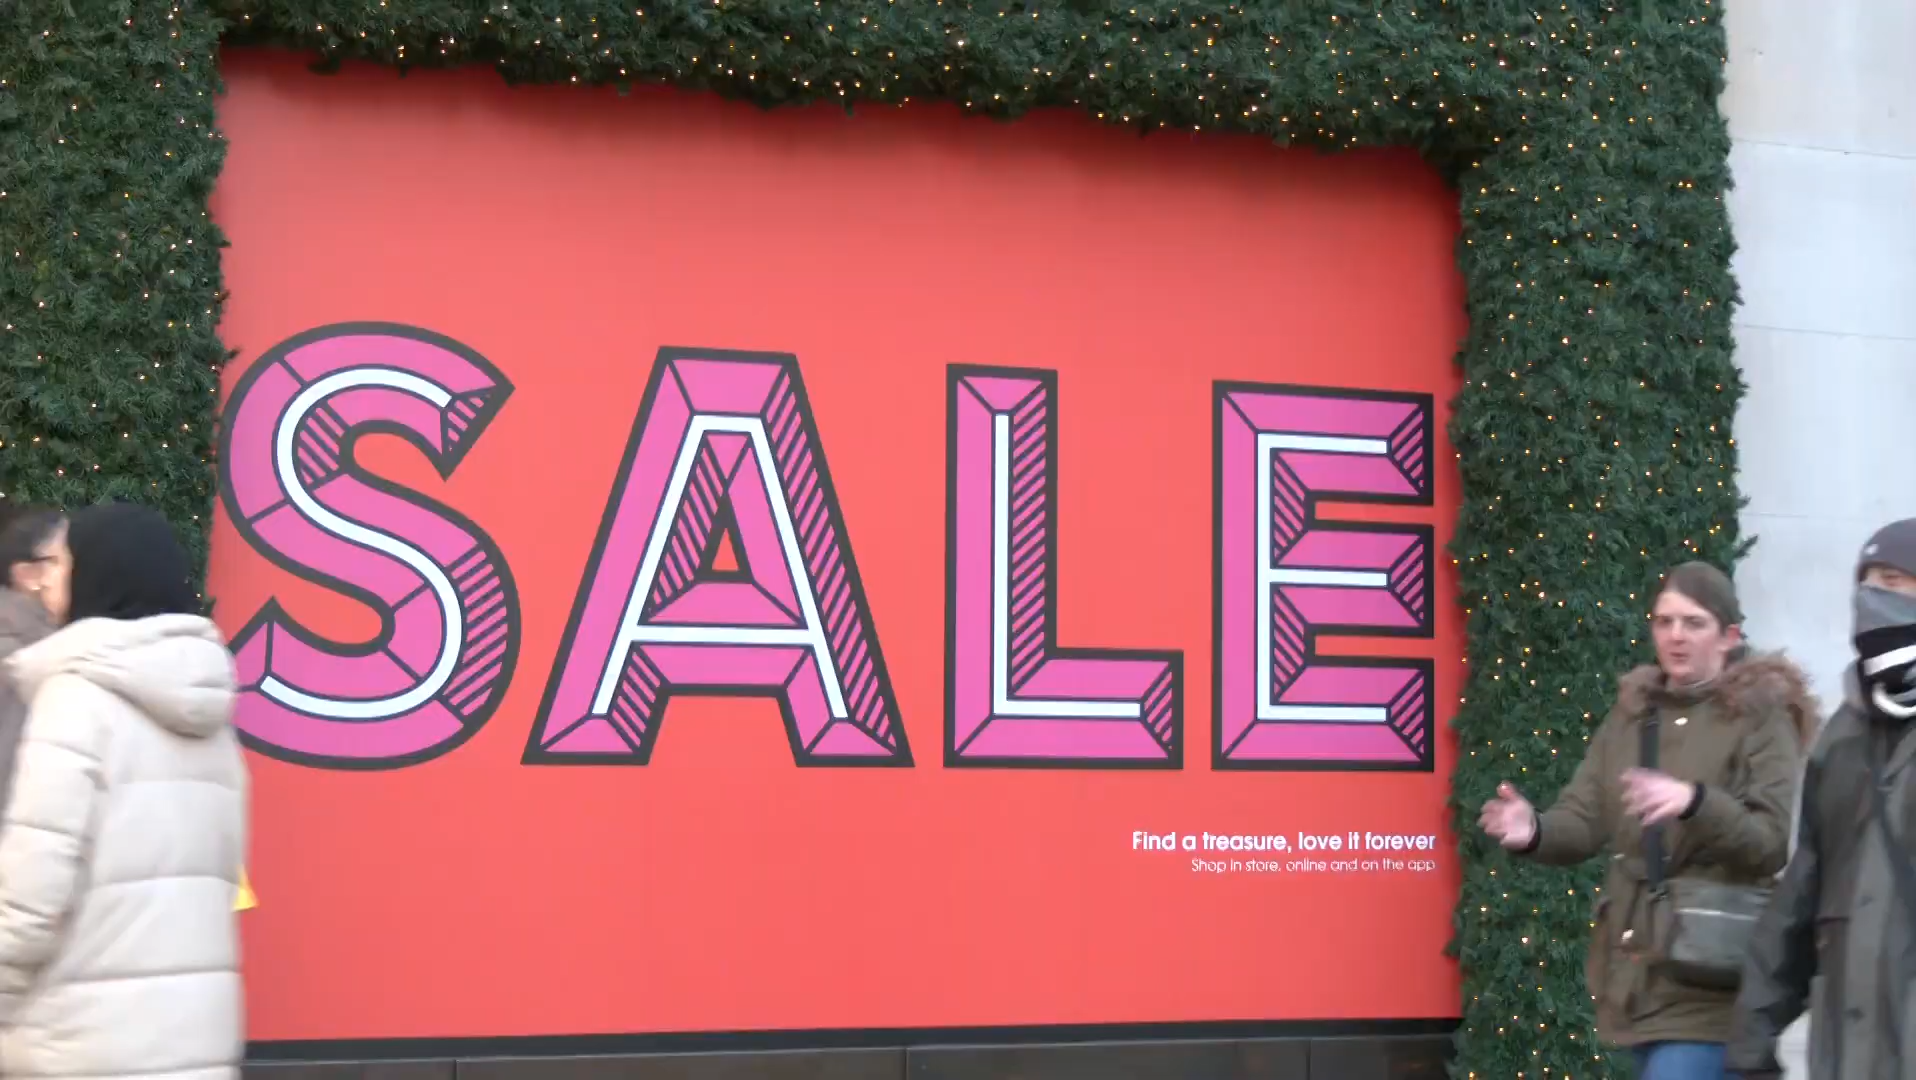 SALE
Find a treasure, love it forever
Shop in store, online and on the app